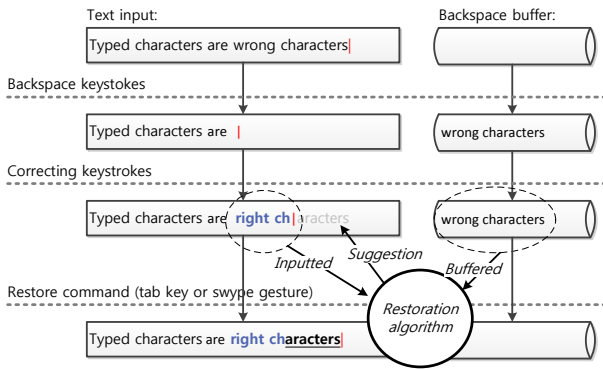 Text input:
Backspace buffer:
Typed characters are wrong characters
Backspace keystokes
Typed characters are
wrong characters
Correcting keystrokes
Typed characters are right characters
wrong characters
Inputted
Suggestion
Buffered
Restore command (tab key or swype gesture)
Restoration
algorithm
Typed characters are right characters